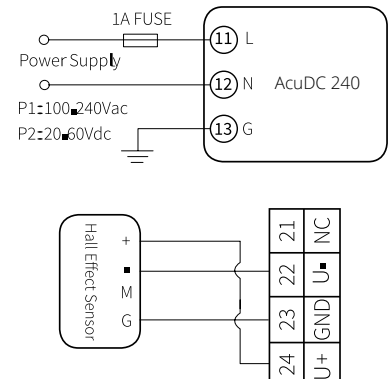 1A FUSE
11 L
Power Supply
12 N AcuDC 240
P1:100-240Vac
P2:20-60Vdc
13 G
Hall Effect Sensor
+
-
M
G
21 NC
22 U-
23 GND
24 U+